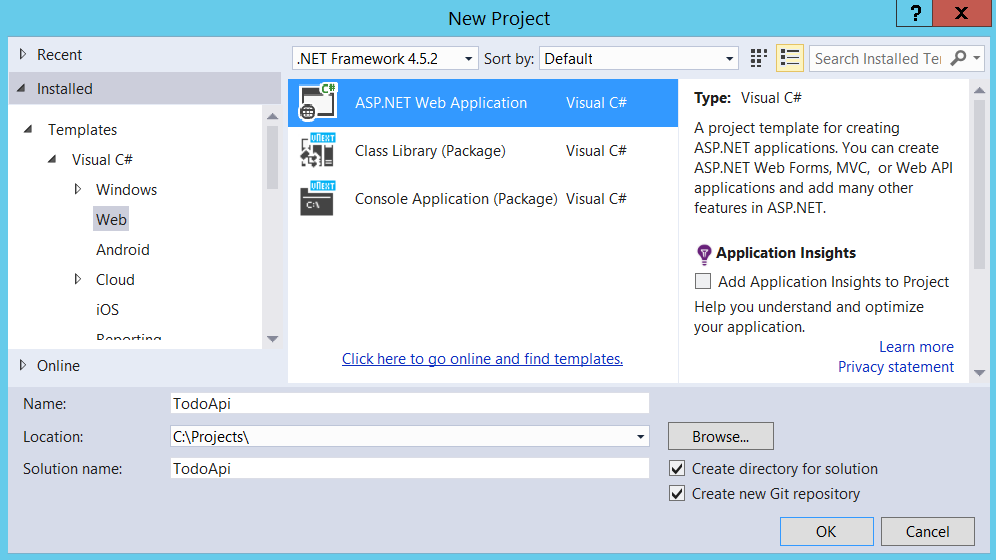 New Project
?
X
Recent
.NET Framework 4.5.2
Sort by:
Default
Search Installed Te
Installed
Templates
Visual C#
Windows
Web
Android
Cloud
iOS
Reporting
Online
C#
ASP.NET Web Application
Visual C#
vNEXT
Class Library (Package)
Visual C#
vNEXT
C:\
Console Application (Package)
Visual C#
Click here to go online and find templates.
Type: Visual C#
A project template for creating
ASP.NET applications. You can create
ASP.NET Web Forms, MVC, or Web API
applications and add many other
features in ASP.NET.
Application Insights
Add Application Insights to Project
Help you understand and optimize
your application.
Learn more
Privacy statement
Name:
TodoApi
Location:
C:\Projects\
Browse...
Solution name:
TodoApi
Create directory for solution
Create new Git repository
OK
Cancel